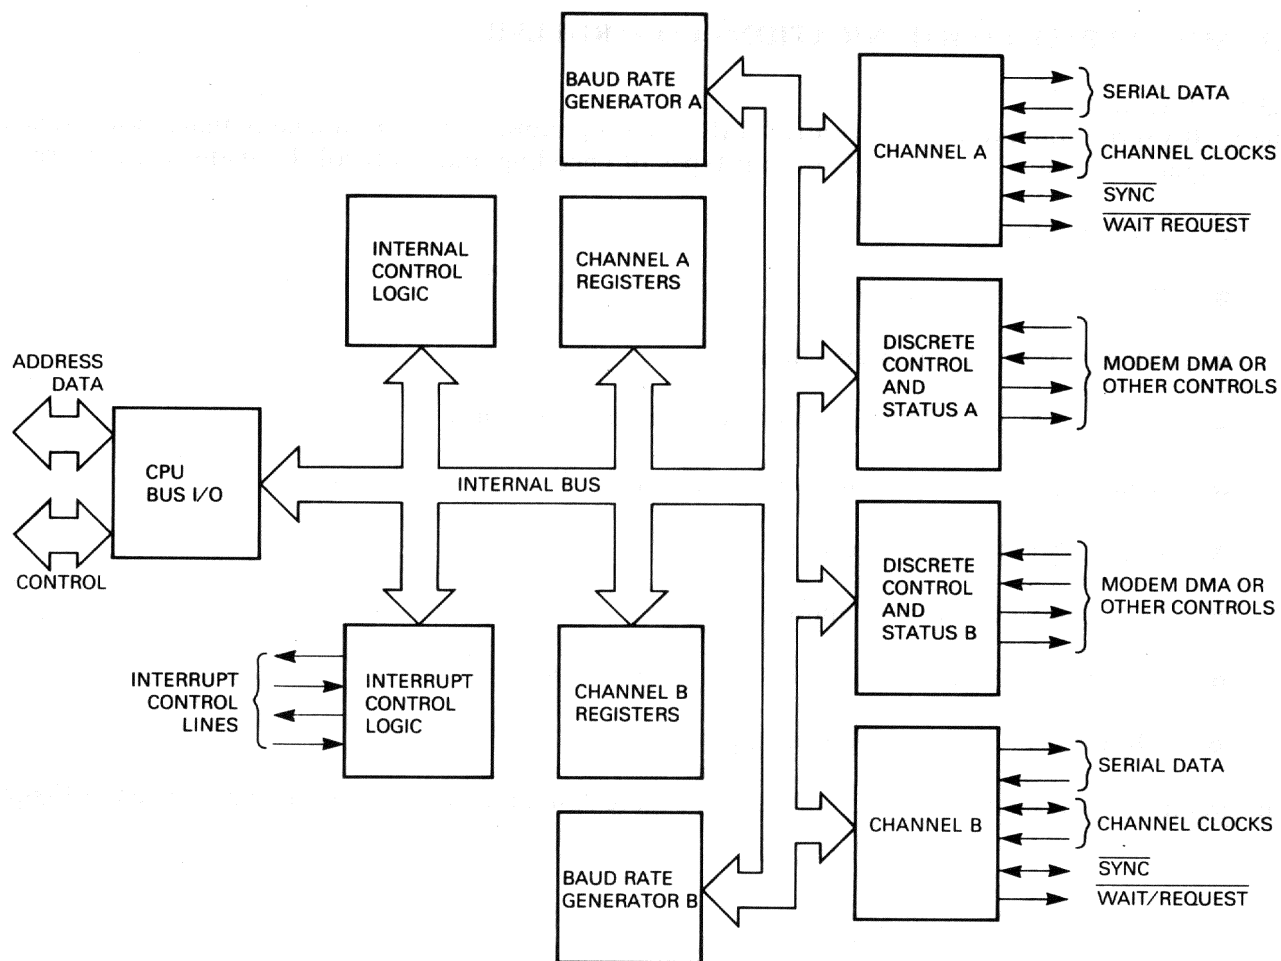 BAUD RATE
GENERATOR A
CHANNEL A
SERIAL DATA
CHANNEL CLOCKS
SYNC
WAIT REQUEST
INTERNAL
CONTROL
LOGIC
CHANNEL A
REGISTERS
DISCRETE
CONTROL
AND
STATUS A
MODEM DMA OR
OTHER CONTROLS
ADDRESS
DATA
CPU
BUS I/O
CONTROL
INTERNAL BUS
DISCRETE
CONTROL
AND
STATUS B
MODEM DMA OR
OTHER CONTROLS
INTERRUPT
CONTROL
LINES
INTERRUPT
CONTROL
LOGIC
CHANNEL B
REGISTERS
CHANNEL B
SERIAL DATA
CHANNEL CLOCKS
SYNC
WAIT/REQUEST
BAUD RATE
GENERATOR B